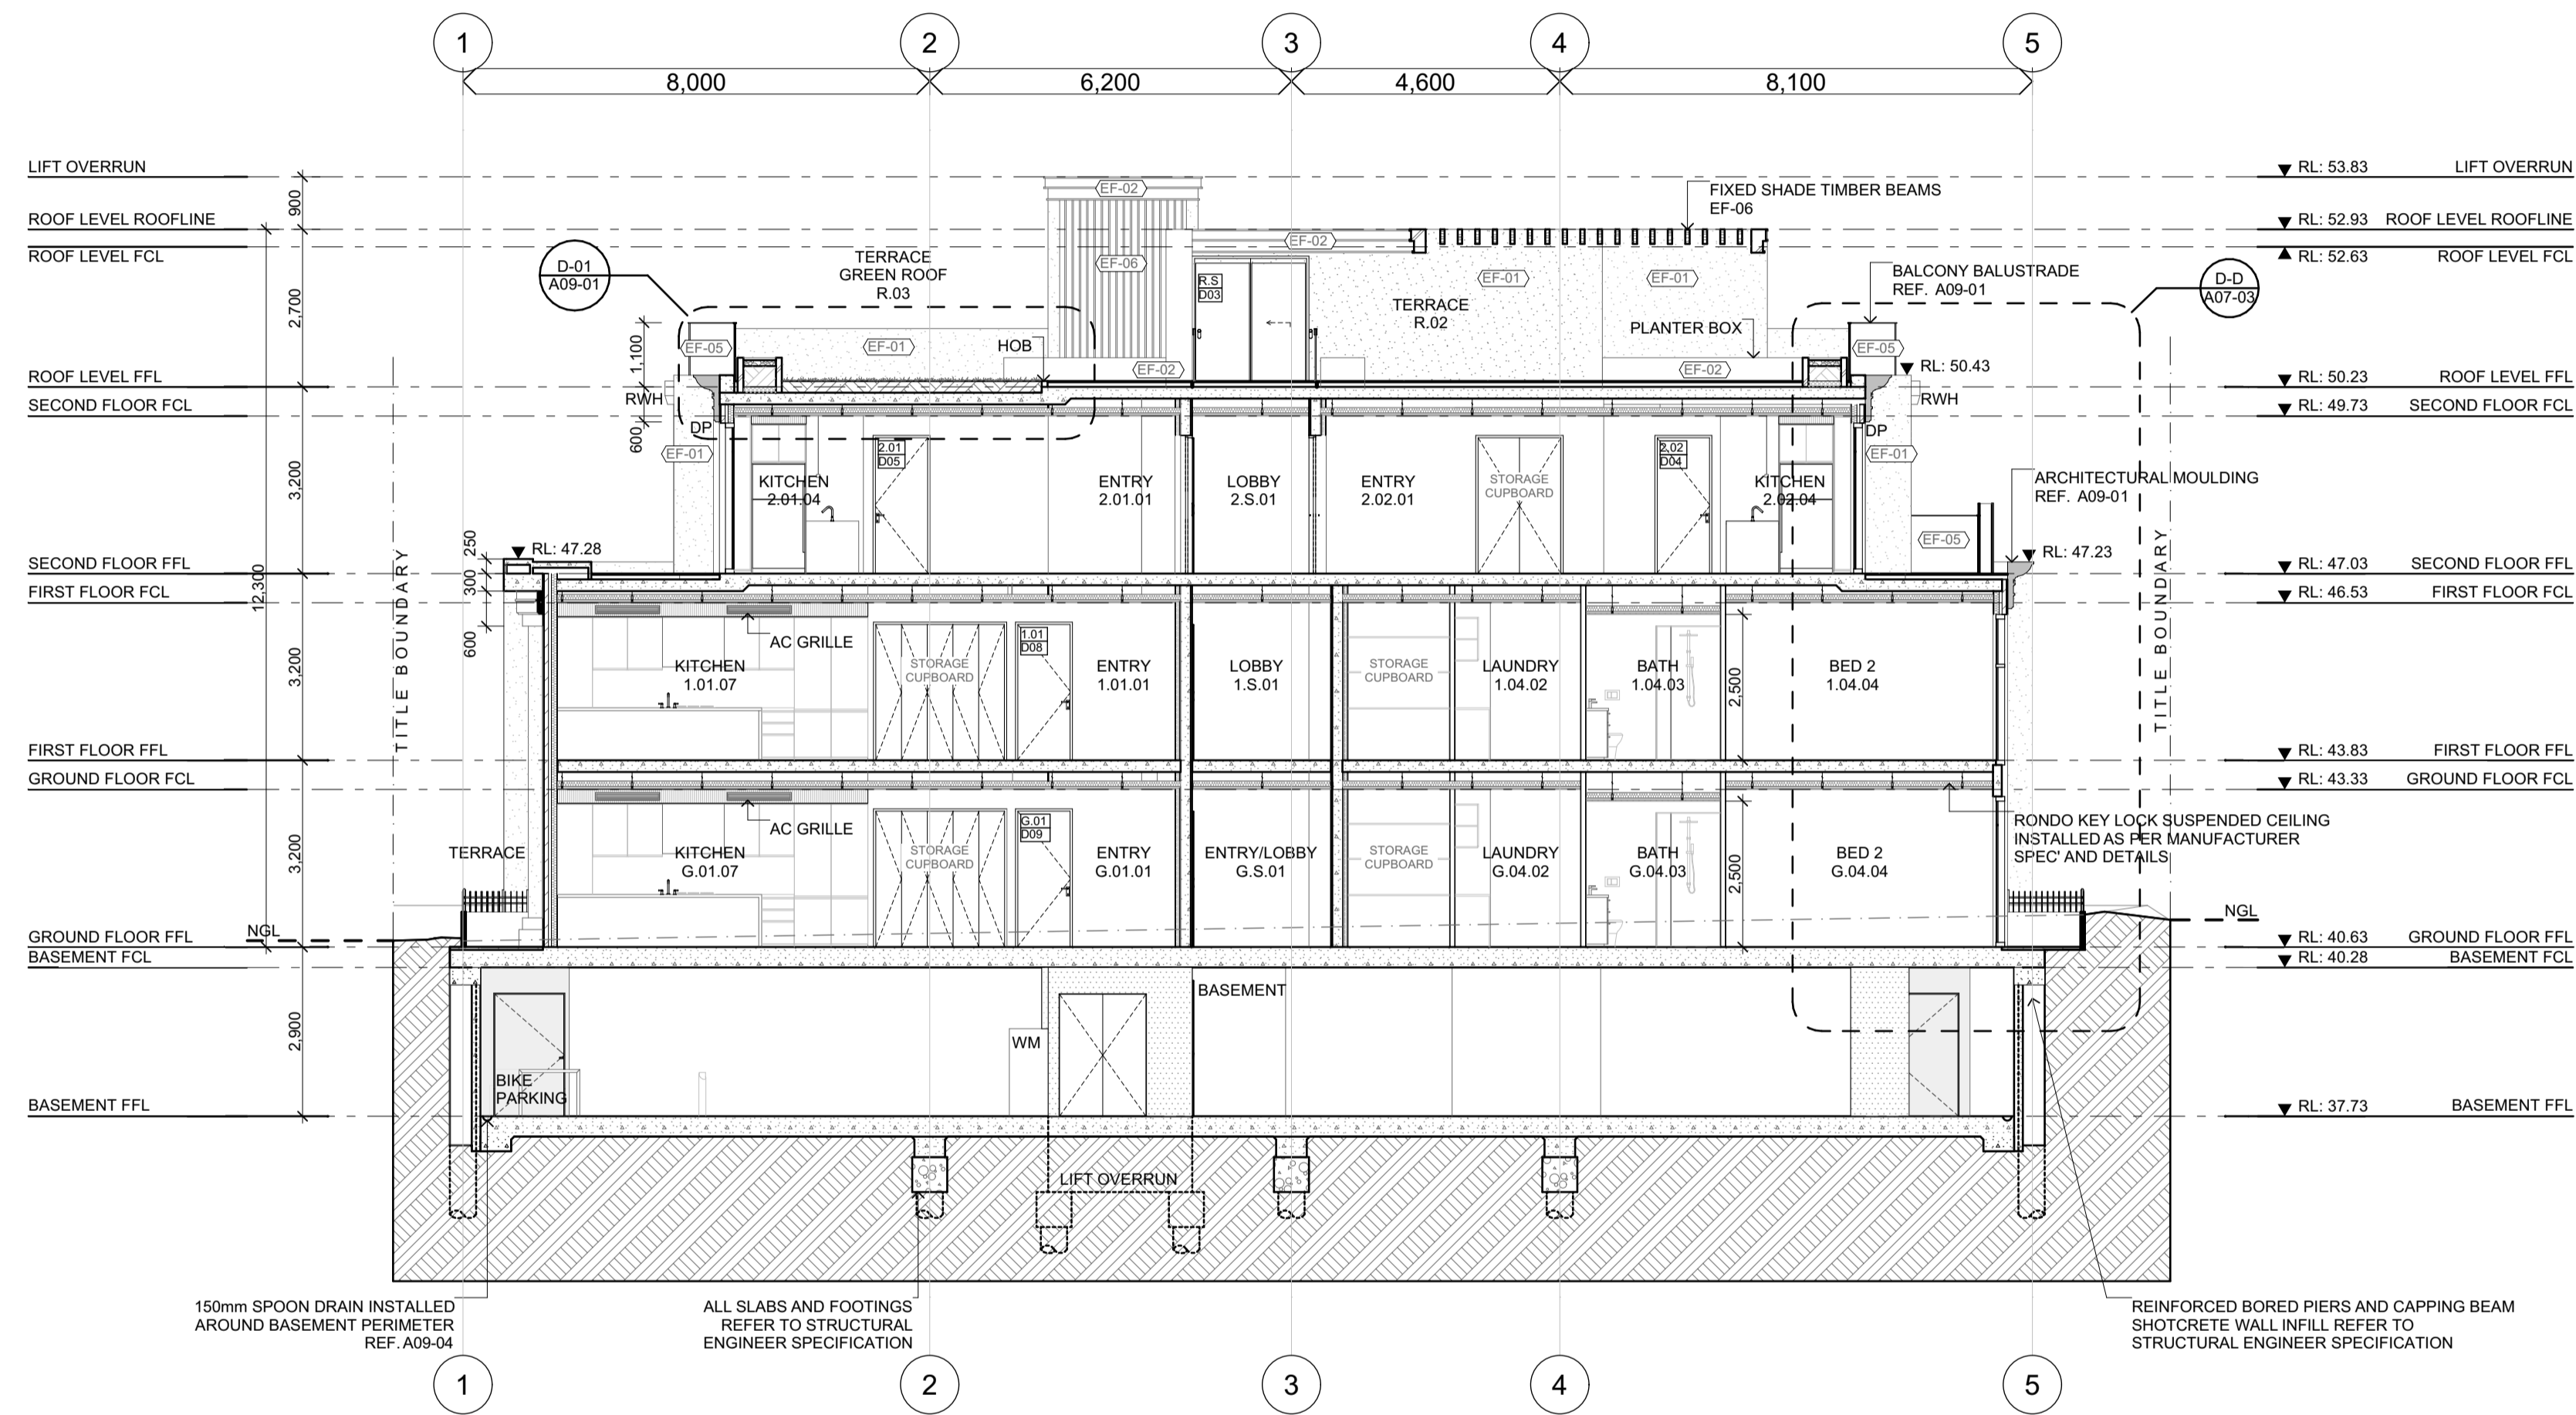 1 2 3 4 5
8,000 6,200 4,600 8,100
LIFT OVERRUN
ROOF LEVEL ROOFLINE
ROOF LEVEL FCL
ROOF LEVEL FFL
SECOND FLOOR FCL
SECOND FLOOR FFL
FIRST FLOOR FCL
FIRST FLOOR FFL
GROUND FLOOR FCL
GROUND FLOOR FFL
BASEMENT FCL
BASEMENT FFL
900
2,700
3,200
3,200
3,200
2,900
12,300
1,100
600
250
300
600
RL: 53.83 LIFT OVERRUN
RL: 52.93 ROOF LEVEL ROOFLINE
RL: 52.63 ROOF LEVEL FCL
RL: 50.23 ROOF LEVEL FFL
RL: 49.73 SECOND FLOOR FCL
RL: 47.03 SECOND FLOOR FFL
RL: 46.53 FIRST FLOOR FCL
RL: 43.83 FIRST FLOOR FFL
RL: 43.33 GROUND FLOOR FCL
RL: 40.63 GROUND FLOOR FFL
RL: 40.28 BASEMENT FCL
RL: 37.73 BASEMENT FFL
EF-02
FIXED SHADE TIMBER BEAMS
EF-06
EF-02
D-01
A09-01
TERRACE
GREEN ROOF
R.03
EF-06
R.S
D03
EF-01
EF-01
TERRACE
R.02
BALCONY BALUSTRADE
REF. A09-01
D-D
A07-03
EF-05
EF-01
HOB
PLANTER BOX
EF-05
EF-02
EF-02
RL: 50.43
RWH
RWH
DP
DP
EF-01
EF-01
2.01
D05
2.02
D04
KITCHEN
2.01.04
ENTRY
2.01.01
LOBBY
2.S.01
ENTRY
2.02.01
STORAGE
CUPBOARD
KITCHEN
2.02.04
ARCHITECTURAL MOULDING
REF. A09-01
EF-05
RL: 47.28
RL: 47.23
TITLE BOUNDARY
TITLE BOUNDARY
AC GRILLE
KITCHEN
1.01.07
STORAGE
CUPBOARD
1.01
D08
ENTRY
1.01.01
LOBBY
1.S.01
STORAGE
CUPBOARD
LAUNDRY
1.04.02
BATH
1.04.03
2,500
BED 2
1.04.04
AC GRILLE
TERRACE
KITCHEN
G.01.07
STORAGE
CUPBOARD
G.01
D09
ENTRY
G.01.01
ENTRY/LOBBY
G.S.01
STORAGE
CUPBOARD
LAUNDRY
G.04.02
BATH
G.04.03
2,500
BED 2
G.04.04
RONDO KEY LOCK SUSPENDED CEILING
INSTALLED AS PER MANUFACTURER
SPEC' AND DETAILS
NGL
NGL
BASEMENT
WM
BIKE
PARKING
LIFT OVERRUN
150mm SPOON DRAIN INSTALLED
AROUND BASEMENT PERIMETER
REF. A09-04
ALL SLABS AND FOOTINGS
REFER TO STRUCTURAL
ENGINEER SPECIFICATION
REINFORCED BORED PIERS AND CAPPING BEAM
SHOTCRETE WALL INFILL REFER TO
STRUCTURAL ENGINEER SPECIFICATION
1 2 3 4 5